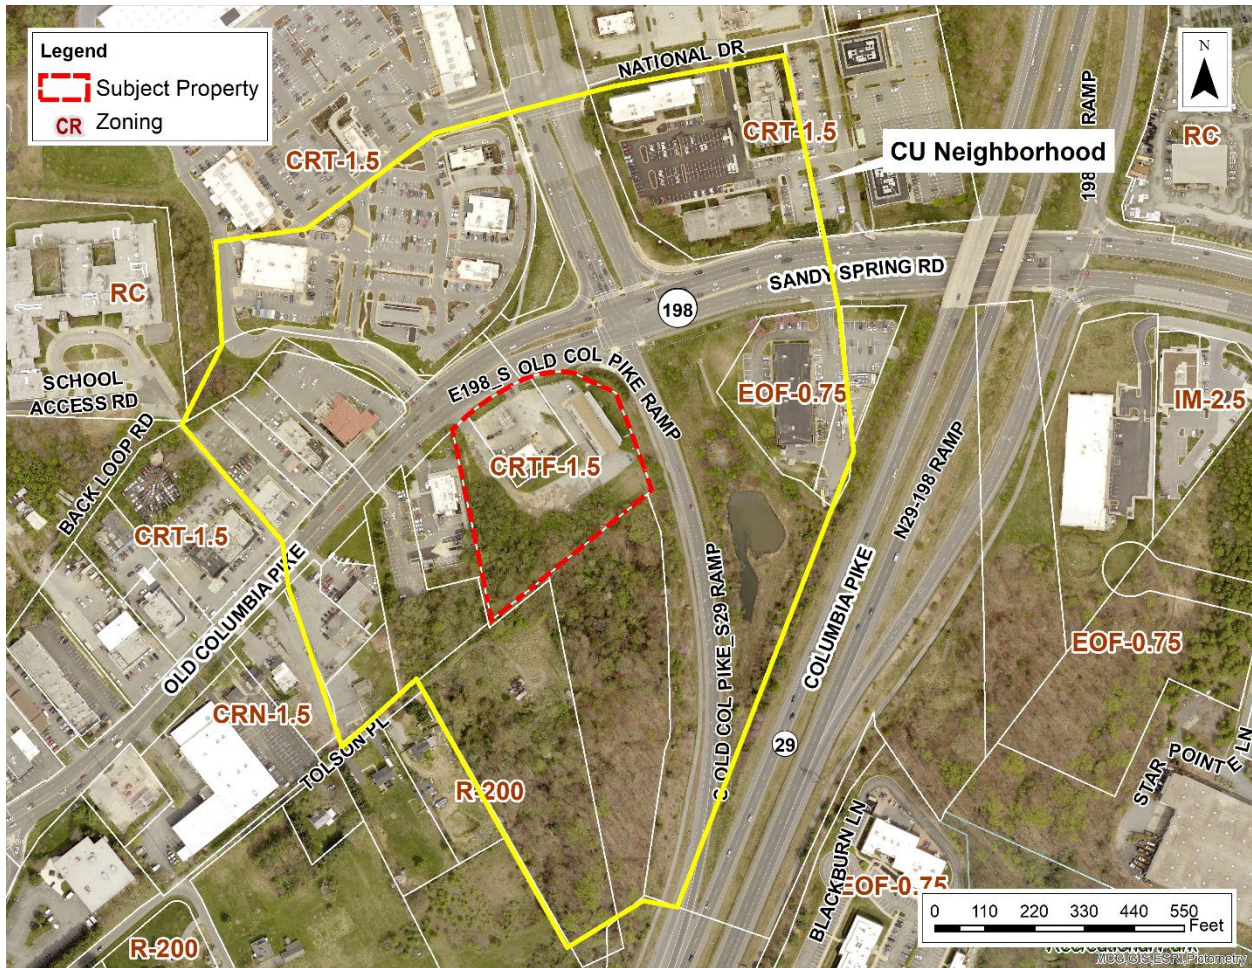 Legend
Subject Property
CR Zoning
NATIONAL DR
N
198 RAMP
RC
CRT-1.5
CRT-1.5
CU Neighborhood
SANDY SPRING RD
198
RC
E198_S OLD COL PIKE RAMP
SCHOOL
ACCESS RD
EOF-0.75
IM-2.5
BACK LOOP RD
CRTF-1.5
N29-198 RAMP
CRT-1.5
OLD COLUMBIA PIKE
S OLD COL PIKE_S29 RAMP
COLUMBIA PIKE
EOF-0.75
CRN-1.5
TOLSON PL
29
STAR POINTE LN
R-200
BLACKBURN LN
EOF-0.75
0 110 220 330 440 550
Feet
R-200
Recreational Park
MCG GIS, ESRI, Pictometry